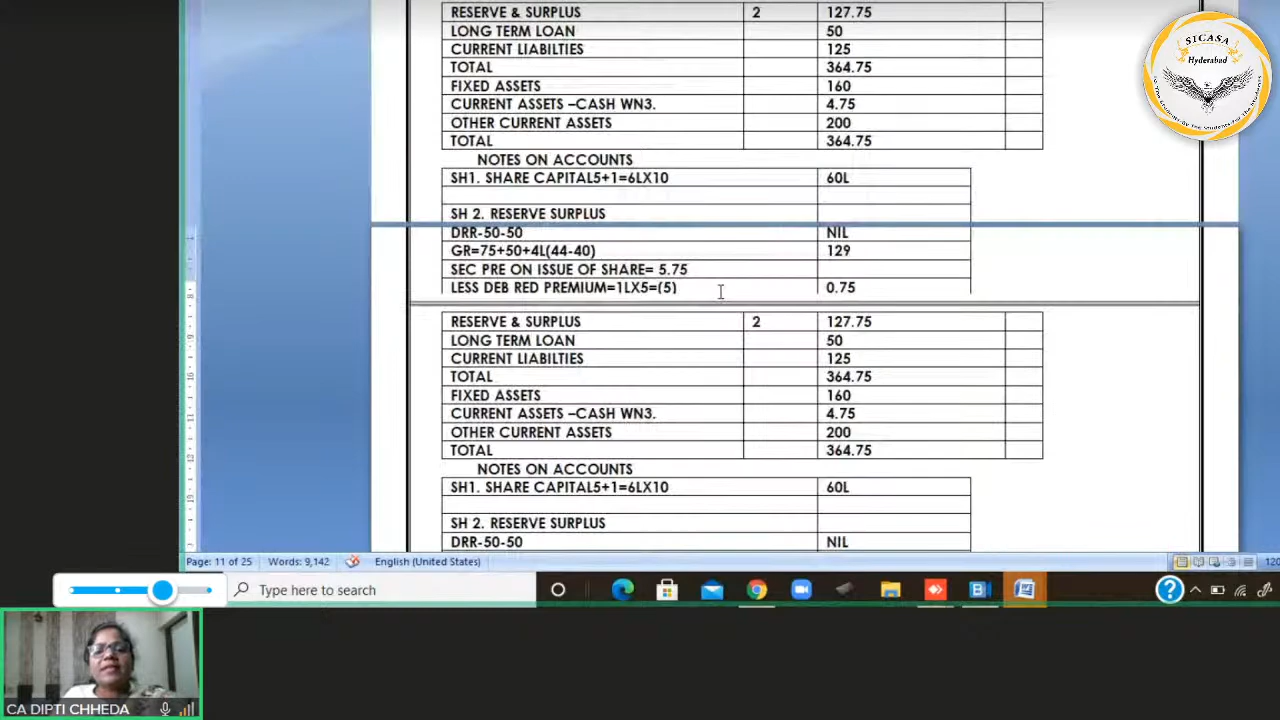 RESERVE & SURPLUS 2 127.75
LONG TERM LOAN 50
CURRENT LIABILTIES 125
TOTAL 364.75
FIXED ASSETS 160
CURRENT ASSETS –CASH WN3. 4.75
OTHER CURRENT ASSETS 200
TOTAL 364.75
NOTES ON ACCOUNTS
SH1. SHARE CAPITAL5+1=6LX10 60L
SH 2. RESERVE SURPLUS
DRR-50-50 NIL
GR=75+50+4L(44-40) 129
SEC PRE ON ISSUE OF SHARE= 5.75
LESS DEB RED PREMIUM=1LX5=(5) 0.75
RESERVE & SURPLUS 2 127.75
LONG TERM LOAN 50
CURRENT LIABILTIES 125
TOTAL 364.75
FIXED ASSETS 160
CURRENT ASSETS –CASH WN3. 4.75
OTHER CURRENT ASSETS 200
TOTAL 364.75
NOTES ON ACCOUNTS
SH1. SHARE CAPITAL5+1=6LX10 60L
SH 2. RESERVE SURPLUS
DRR-50-50 NIL
Page: 11 of 25 Words: 9,142 English (United States) 120
Type here to search
CA DIPTI CHHEDA
SICASA
Hyderabad